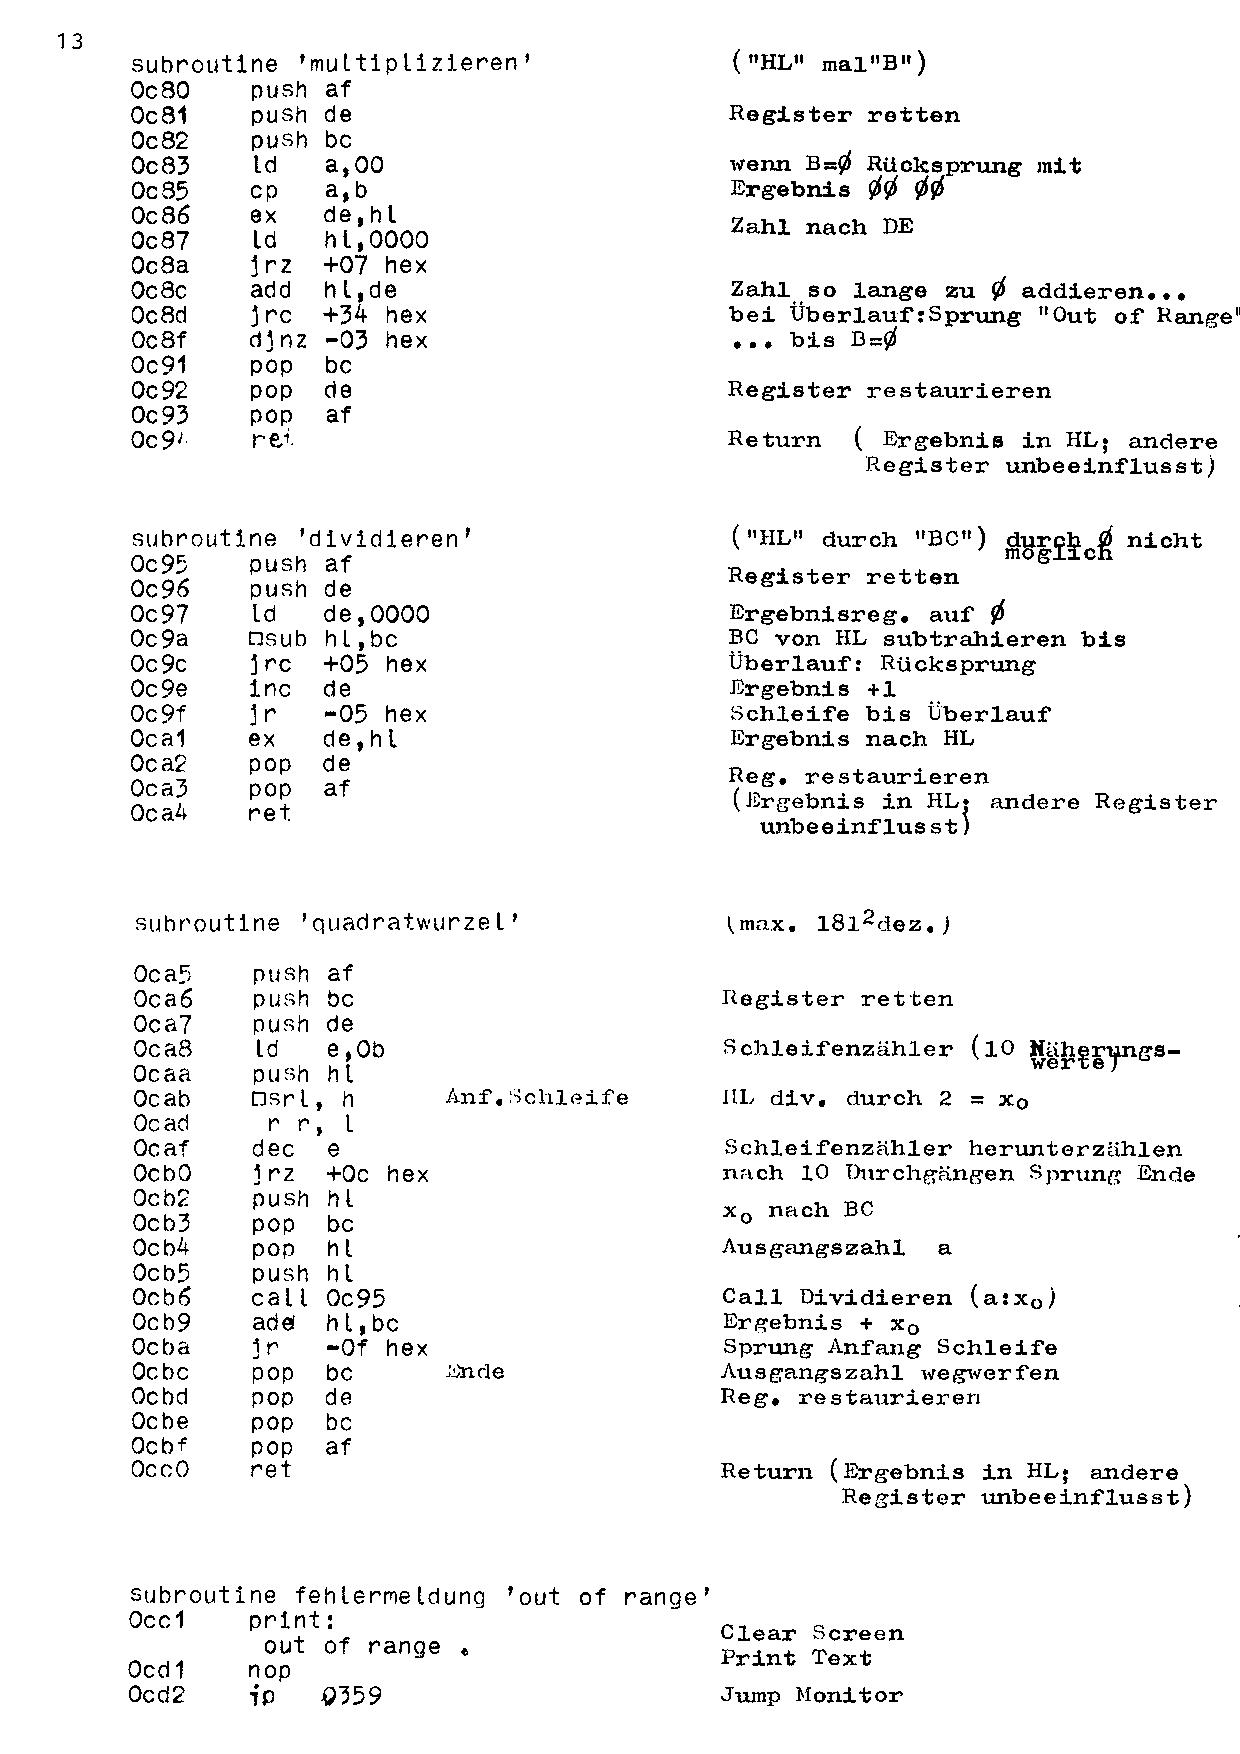 13
subroutine 'multiplizieren' ("HL" mal"B")
0c80 push af
0c81 push de Register retten
0c82 push bc
0c83 ld a,00 wenn B=Ø Rücksprung mit
0c85 cp a,b Ergebnis ØØ ØØ
0c86 ex de,hl
Zahl nach DE
0c87 ld hl,0000
0c8a jrz +07 hex
0c8c add hl,de Zahl so lange zu Ø addieren...
0c8d jrc +34 hex bei Überlauf:Sprung "Out of Range"
0c8f djnz -03 hex ... bis B=Ø
0c91 pop bc
0c92 pop de Register restaurieren
0c93 pop af
0c9 ret Return ( Ergebnis in HL; andere
Register unbeeinflusst)
subroutine 'dividieren' ("HL" durch "BC") durch Ø nicht
möglich
0c95 push af
Register retten
0c96 push de
0c97 ld de,0000 Ergebnisreg. auf Ø
0c9a □sub hl,bc BC von HL subtrahieren bis
0c9c jrc +05 hex Überlauf: Rücksprung
0c9e inc de Ergebnis +1
0c9f jr -05 hex Schleife bis Überlauf
0ca1 ex de,hl Ergebnis nach HL
0ca2 pop de
Reg. restaurieren
0ca3 pop af
(Ergebnis in HL; andere Register
0ca4 ret
unbeeinflusst)
subroutine 'quadratwurzel' (max. 181²dez.)
0ca5 push af
0ca6 push bc Register retten
0ca7 push de
0ca8 ld e,0b Schleifenzähler (10 Näherungs-
werte)
0caa push hl
0cab □srl, h Anf.Schleife HL div. durch 2 = x₀
0cad r r, l
0caf dec e Schleifenzähler herunterzählen
0cb0 jrz +0c hex nach 10 Durchgängen Sprung Ende
0cb2 push hl
x₀ nach BC
0cb3 pop bc
0cb4 pop hl Ausgangszahl a
0cb5 push hl
0cb6 call 0c95 Call Dividieren (a:x₀)
0cb9 add hl,bc Ergebnis + x₀
0cba jr -0f hex Sprung Anfang Schleife
0cbc pop bc Ende Ausgangszahl wegwerfen
0cbd pop de Reg. restaurieren
0cbe pop bc
0cbf pop af
0cc0 ret Return (Ergebnis in HL; andere
Register unbeeinflusst)
subroutine fehlermeldung 'out of range'
0cc1 print:
Clear Screen
out of range .
Print Text
0cd1 nop
0cd2 jp 0359 Jump Monitor